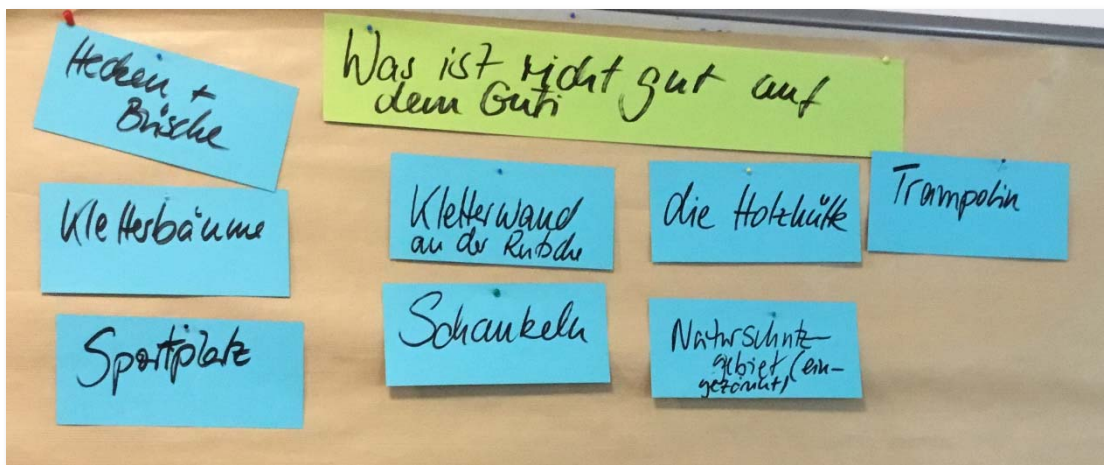 Hecken +
Büsche
Was ist nicht gut auf
dem Guti
Kletterbäume
Kletterwand
an der Rutsche
die Holzhütte
Trampolin
Sportplatz
Schaukeln
Naturschutz-
gebiet (ein-
gezäunt)